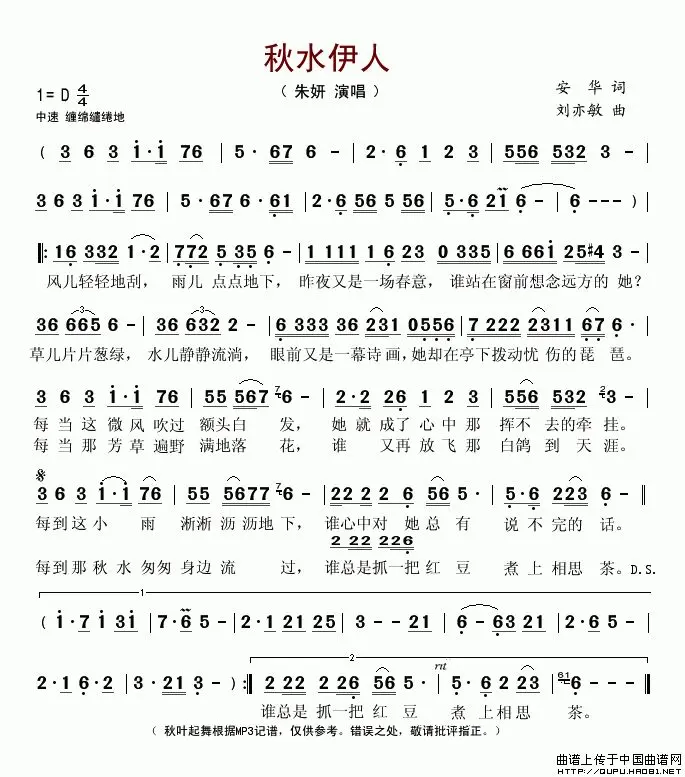 秋水伊人
（ 朱妍 演唱 ）
1= D 4/4
中速 缠绵缱绻地
安 华 词
刘亦敏 曲
( 3 6 3 i·i 76 | 5·67 6 - | 2·6 1 2 3 | 556 532 3 - |
3 6 3 i·i 76 | 5·67 6·61 | 2·6 56 5 56 | 5·6 2i 6 - | 6 - - - ) |
|: 16 332 1·2 | 772 5 35 6 - | 1 111 1 6 23 0 335 | 6 66i 25#4 3 - |
风儿轻轻地刮， 雨儿 点点地下， 昨夜又是一场春意， 谁站在窗前想念远方的 她？
36 665 6 - | 36 632 2 - | 6 333 36 231 0556 | 7 222 2311 67 6 |
草儿片片葱绿， 水儿静静流淌， 眼前又是一幕诗画，她却在亭下拨动忧 伤的琵 琶。
3 6 3 i·i 76 | 55 567 7 6 - | 2·2 26 1 2 3 | 556 532 2 3 - |
每 当 这 微 风 吹过 额头白 发， 她 就 成了 心 中 那 挥不 去的牵 挂。
每 当 那 芳 草 遍野 满地落 花， 谁 又再 放 飞 那 白鸽 到 天 涯。
3 6 3 i·i 76 | 55 5677 7 6 - | 22 2 2 6 56 5· | 5·6 223 6 - ||
每 到 这 小 雨 淅淅 沥沥地 下， 谁心中对 她 总 有 说 不完的 话。
2 22 226
每 到 那 秋 水 匆匆 身边 流 过， 谁总是抓一把 红 豆 煮 上 相思 茶。D.S.
1
( i·7 i 3i | 7·6 5 - | 2·1 2 5 21 | 3 - - - | 6 - 63 21 | 2·5 5 - |
2·1 6·2 | 3·21 2 - ) :| 2 22 22 6 56 5· | 5·6 2 23 | 61 6 - - - ||
2
rit
谁总是 抓一把 红 豆 煮 上相思 茶。
（ 秋叶起舞根据MP3记谱，仅供参考。错误之处，敬请批评指正。）
曲谱上传于中国曲谱网
HTTP://QUPU.HAO81.NET